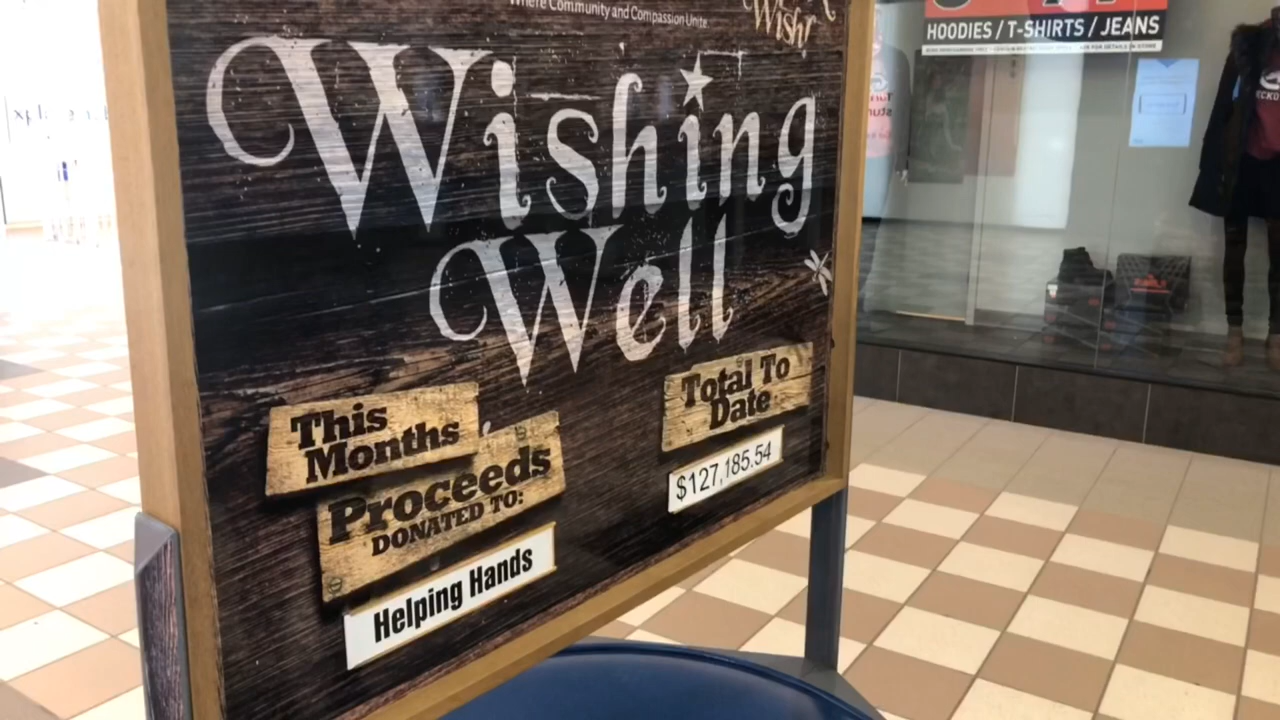 Where Community and Compassion Unite
Wishr
Wishing
Well
This
Months
Proceeds
DONATED TO:
Helping Hands
Total To
Date
$127,185.54
HOODIES / T-SHIRTS / JEANS